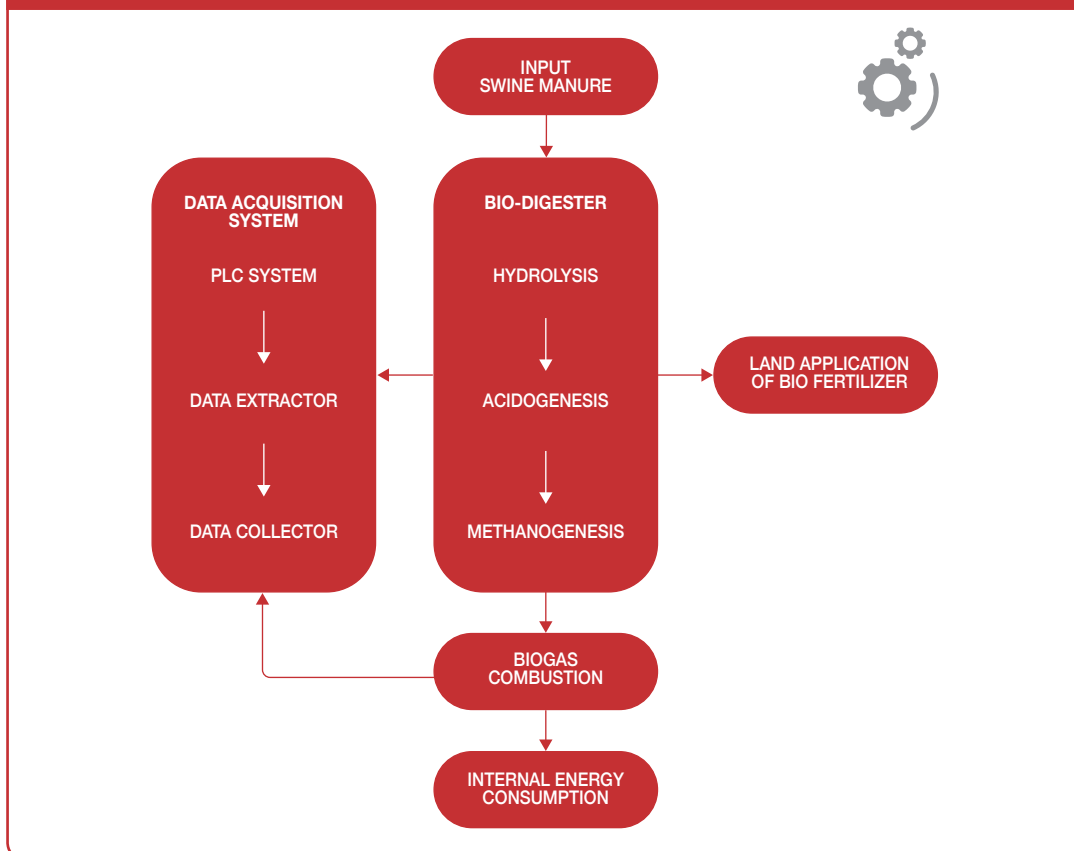 INPUT
SWINE MANURE
DATA ACQUISITION
SYSTEM
PLC SYSTEM
DATA EXTRACTOR
DATA COLLECTOR
BIO-DIGESTER
HYDROLYSIS
ACIDOGENESIS
METHANOGENESIS
LAND APPLICATION
OF BIO FERTILIZER
BIOGAS
COMBUSTION
INTERNAL ENERGY
CONSUMPTION